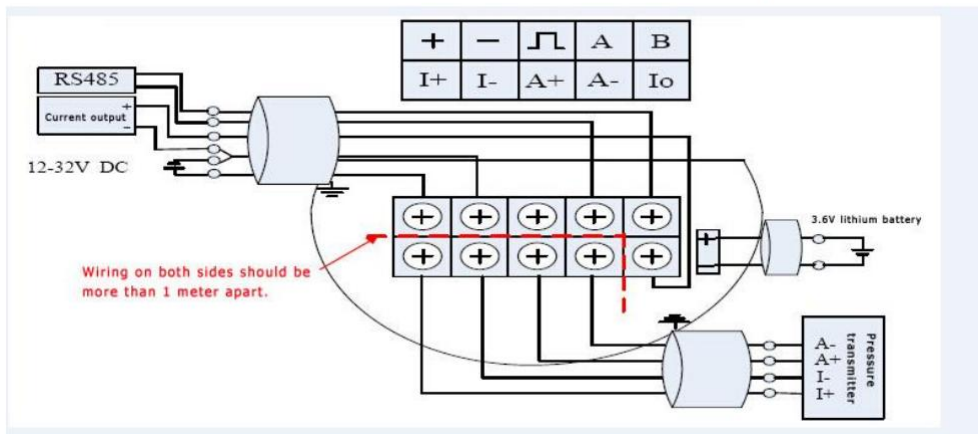 + − ⎍ A B
I+ I- A+ A- Io
RS485
Current output
+
−
12-32V DC
3.6V lithium battery
Wiring on both sides should be
more than 1 meter apart.
A-
A+
I-
I+
Pressure
transmitter